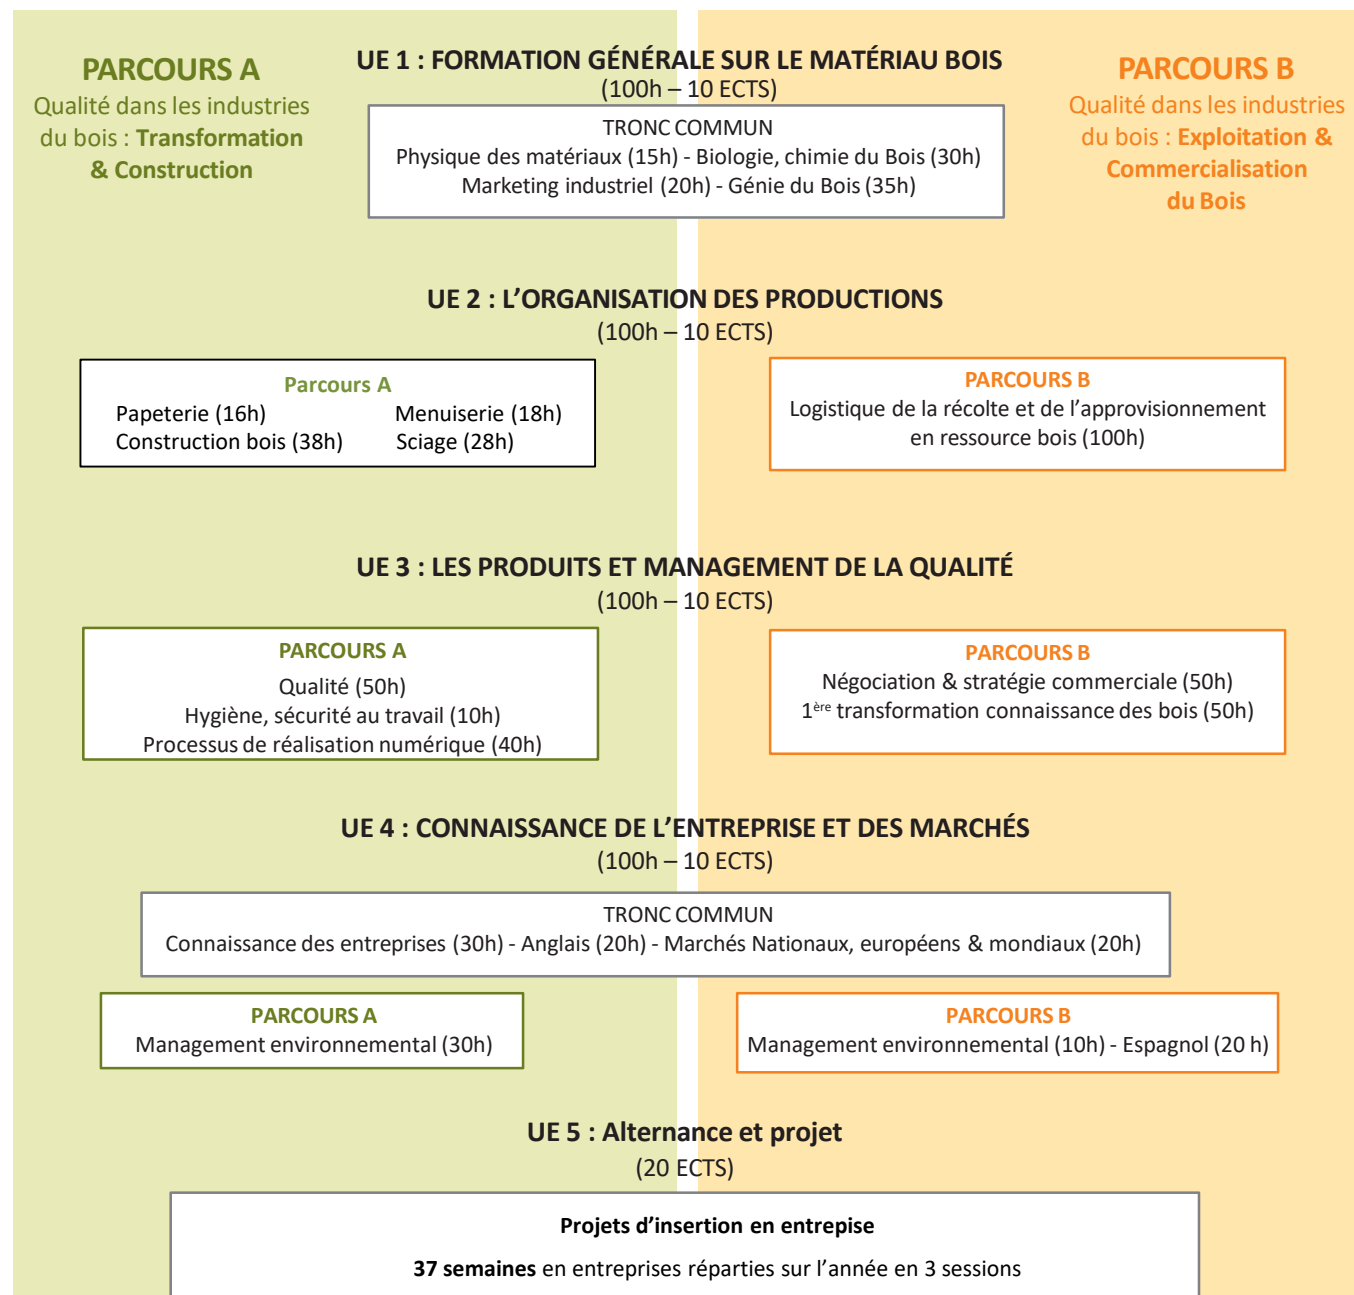 PARCOURS A
Qualité dans les industries
du bois : Transformation
& Construction
UE 1 : FORMATION GÉNÉRALE SUR LE MATÉRIAU BOIS
(100h – 10 ECTS)
TRONC COMMUN
Physique des matériaux (15h) - Biologie, chimie du Bois (30h)
Marketing industriel (20h) - Génie du Bois (35h)
PARCOURS B
Qualité dans les industries
du bois : Exploitation &
Commercialisation
du Bois
UE 2 : L’ORGANISATION DES PRODUCTIONS
(100h – 10 ECTS)
Parcours A
Papeterie (16h) Menuiserie (18h)
Construction bois (38h) Sciage (28h)
PARCOURS B
Logistique de la récolte et de l’approvisionnement
en ressource bois (100h)
UE 3 : LES PRODUITS ET MANAGEMENT DE LA QUALITÉ
(100h – 10 ECTS)
PARCOURS A
Qualité (50h)
Hygiène, sécurité au travail (10h)
Processus de réalisation numérique (40h)
PARCOURS B
Négociation & stratégie commerciale (50h)
1ère transformation connaissance des bois (50h)
UE 4 : CONNAISSANCE DE L’ENTREPRISE ET DES MARCHÉS
(100h – 10 ECTS)
TRONC COMMUN
Connaissance des entreprises (30h) - Anglais (20h) - Marchés Nationaux, européens & mondiaux (20h)
PARCOURS A
Management environnemental (30h)
PARCOURS B
Management environnemental (10h) - Espagnol (20 h)
UE 5 : Alternance et projet
(20 ECTS)
Projets d’insertion en entrepise
37 semaines en entreprises réparties sur l’année en 3 sessions